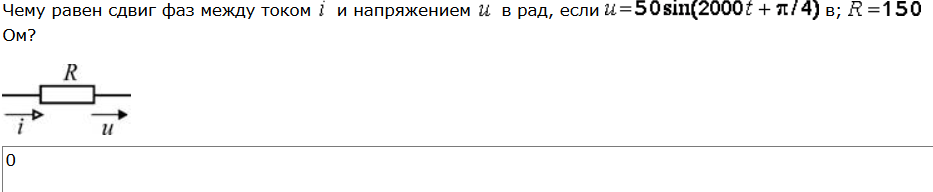 Чему равен сдвиг фаз между током i и напряжением u в рад, если u=50sin(2000t+π/4) в; R=150
Ом?
R
i u
0